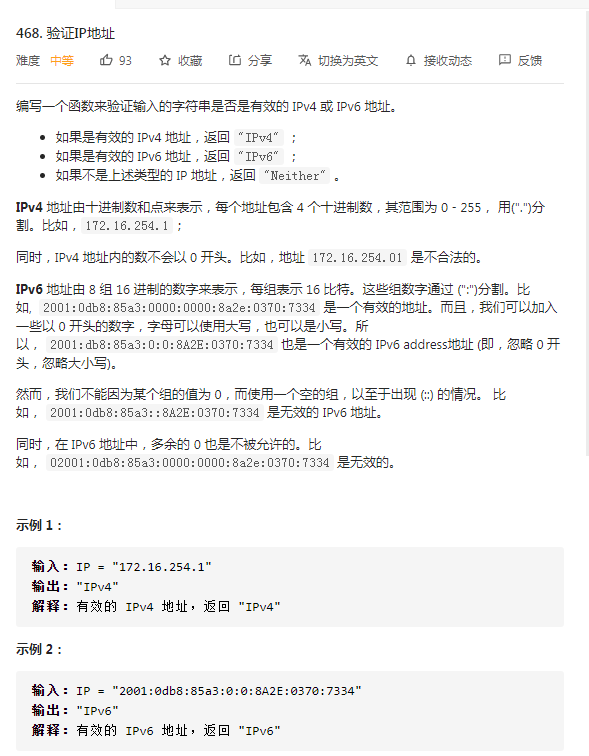 468. 验证IP地址
难度 中等 93 收藏 分享 切换为英文 接收动态 反馈
编写一个函数来验证输入的字符串是否是有效的 IPv4 或 IPv6 地址。
如果是有效的 IPv4 地址，返回 "IPv4" ；
如果是有效的 IPv6 地址，返回 "IPv6" ；
如果不是上述类型的 IP 地址，返回 "Neither" 。
IPv4 地址由十进制数和点来表示，每个地址包含 4 个十进制数，其范围为 0 - 255， 用(".")分
割。比如，172.16.254.1；
同时，IPv4 地址内的数不会以 0 开头。比如，地址 172.16.254.01 是不合法的。
IPv6 地址由 8 组 16 进制的数字来表示，每组表示 16 比特。这些组数字通过 (":")分割。比
如, 2001:0db8:85a3:0000:0000:8a2e:0370:7334 是一个有效的地址。而且，我们可以加入
一些以 0 开头的数字，字母可以使用大写，也可以是小写。所
以， 2001:db8:85a3:0:0:8A2E:0370:7334 也是一个有效的 IPv6 address地址 (即，忽略 0 开
头，忽略大小写)。
然而，我们不能因为某个组的值为 0，而使用一个空的组，以至于出现 (::) 的情况。 比
如， 2001:0db8:85a3::8A2E:0370:7334 是无效的 IPv6 地址。
同时，在 IPv6 地址中，多余的 0 也是不被允许的。比
如， 02001:0db8:85a3:0000:0000:8a2e:0370:7334 是无效的。
示例 1：
输入：IP = "172.16.254.1"
输出："IPv4"
解释：有效的 IPv4 地址，返回 "IPv4"
示例 2：
输入：IP = "2001:0db8:85a3:0:0:8A2E:0370:7334"
输出："IPv6"
解释：有效的 IPv6 地址，返回 "IPv6"